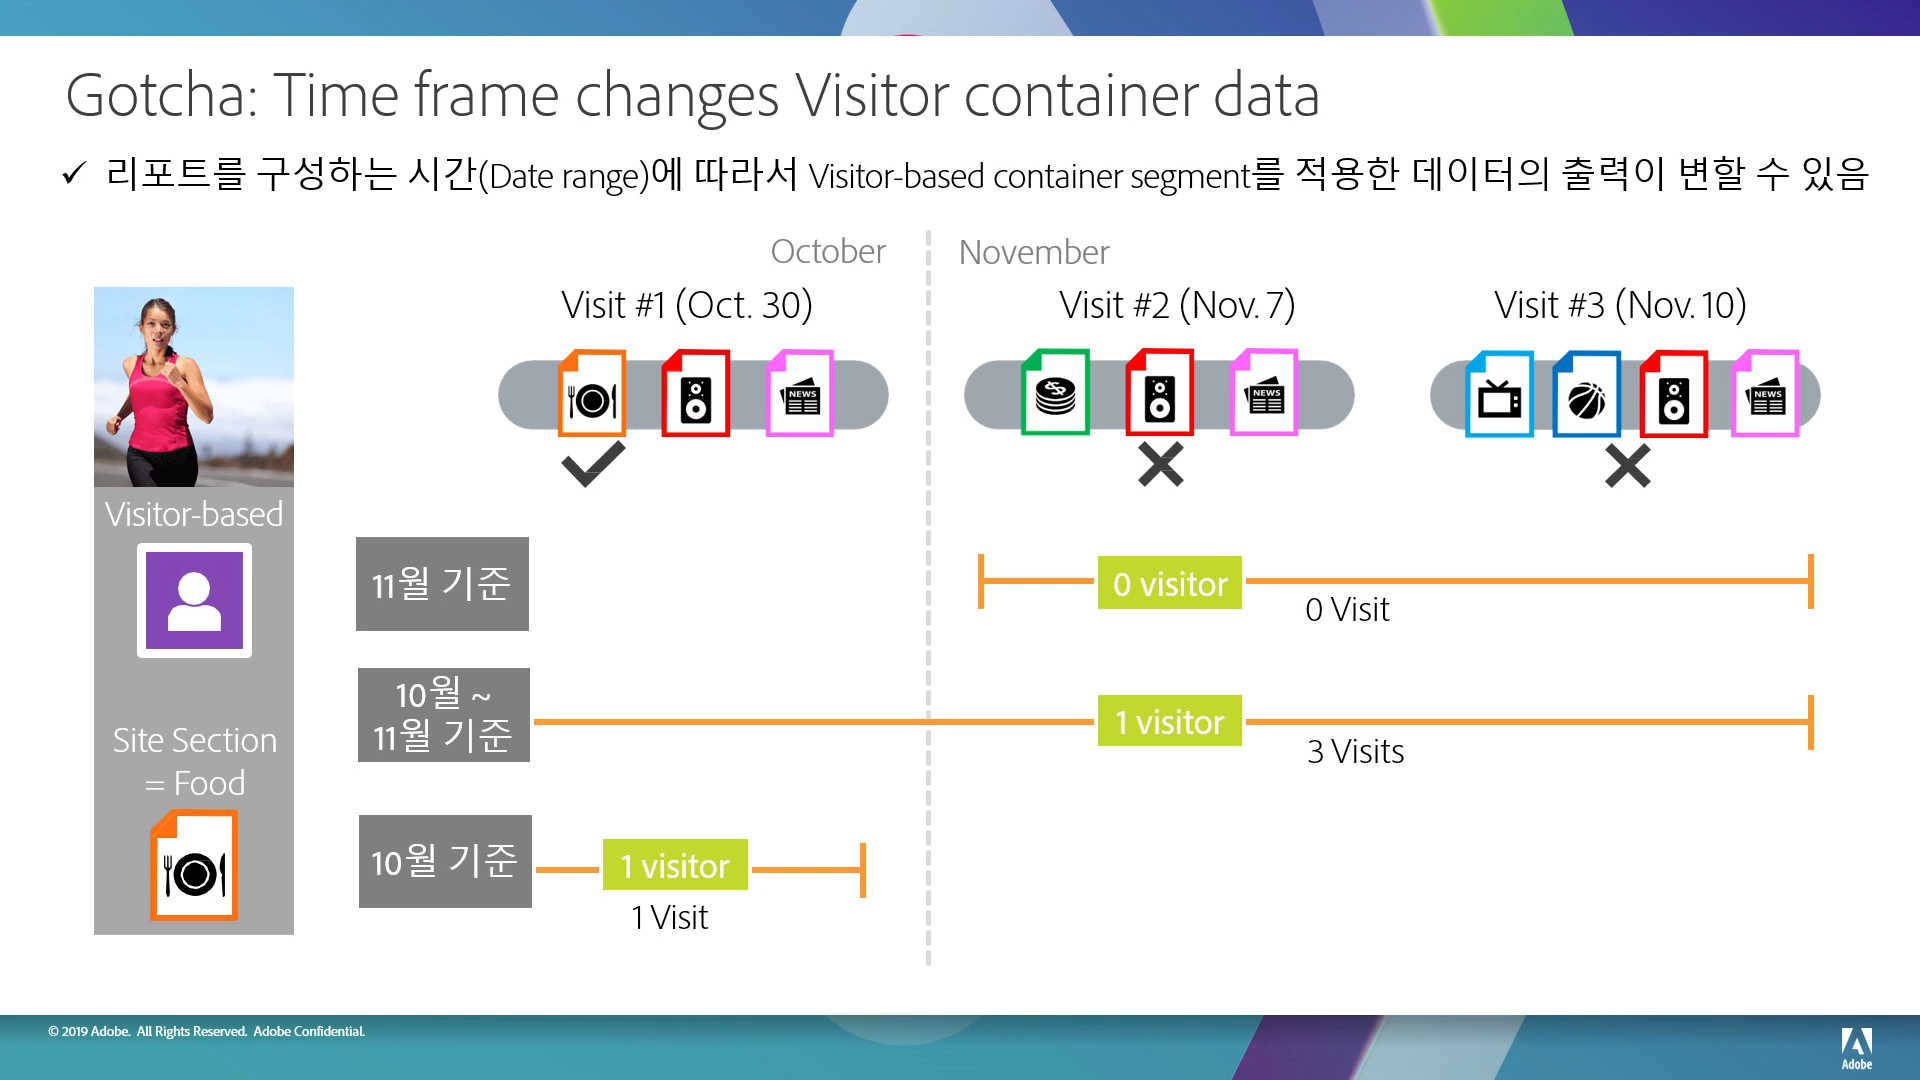 Gotcha: Time frame changes Visitor container data
✓ 리포트를 구성하는 시간(Date range)에 따라서 Visitor-based container segment를 적용한 데이터의 출력이 변할 수 있음
October
November
Visit #1 (Oct. 30)
Visit #2 (Nov. 7)
Visit #3 (Nov. 10)
NEWS
NEWS
NEWS
Visitor-based
11월 기준
0 visitor
0 Visit
10월 ~
11월 기준
1 visitor
3 Visits
Site Section
= Food
10월 기준
1 visitor
1 Visit
© 2019 Adobe. All Rights Reserved. Adobe Confidential.
Adobe